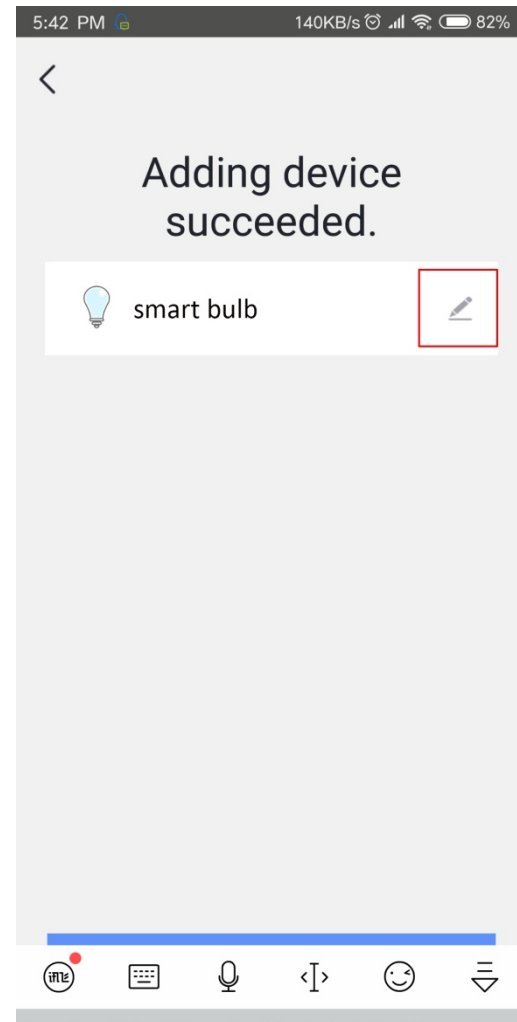 5:42 PM 140KB/s 82%
Adding device
succeeded.
smart bulb